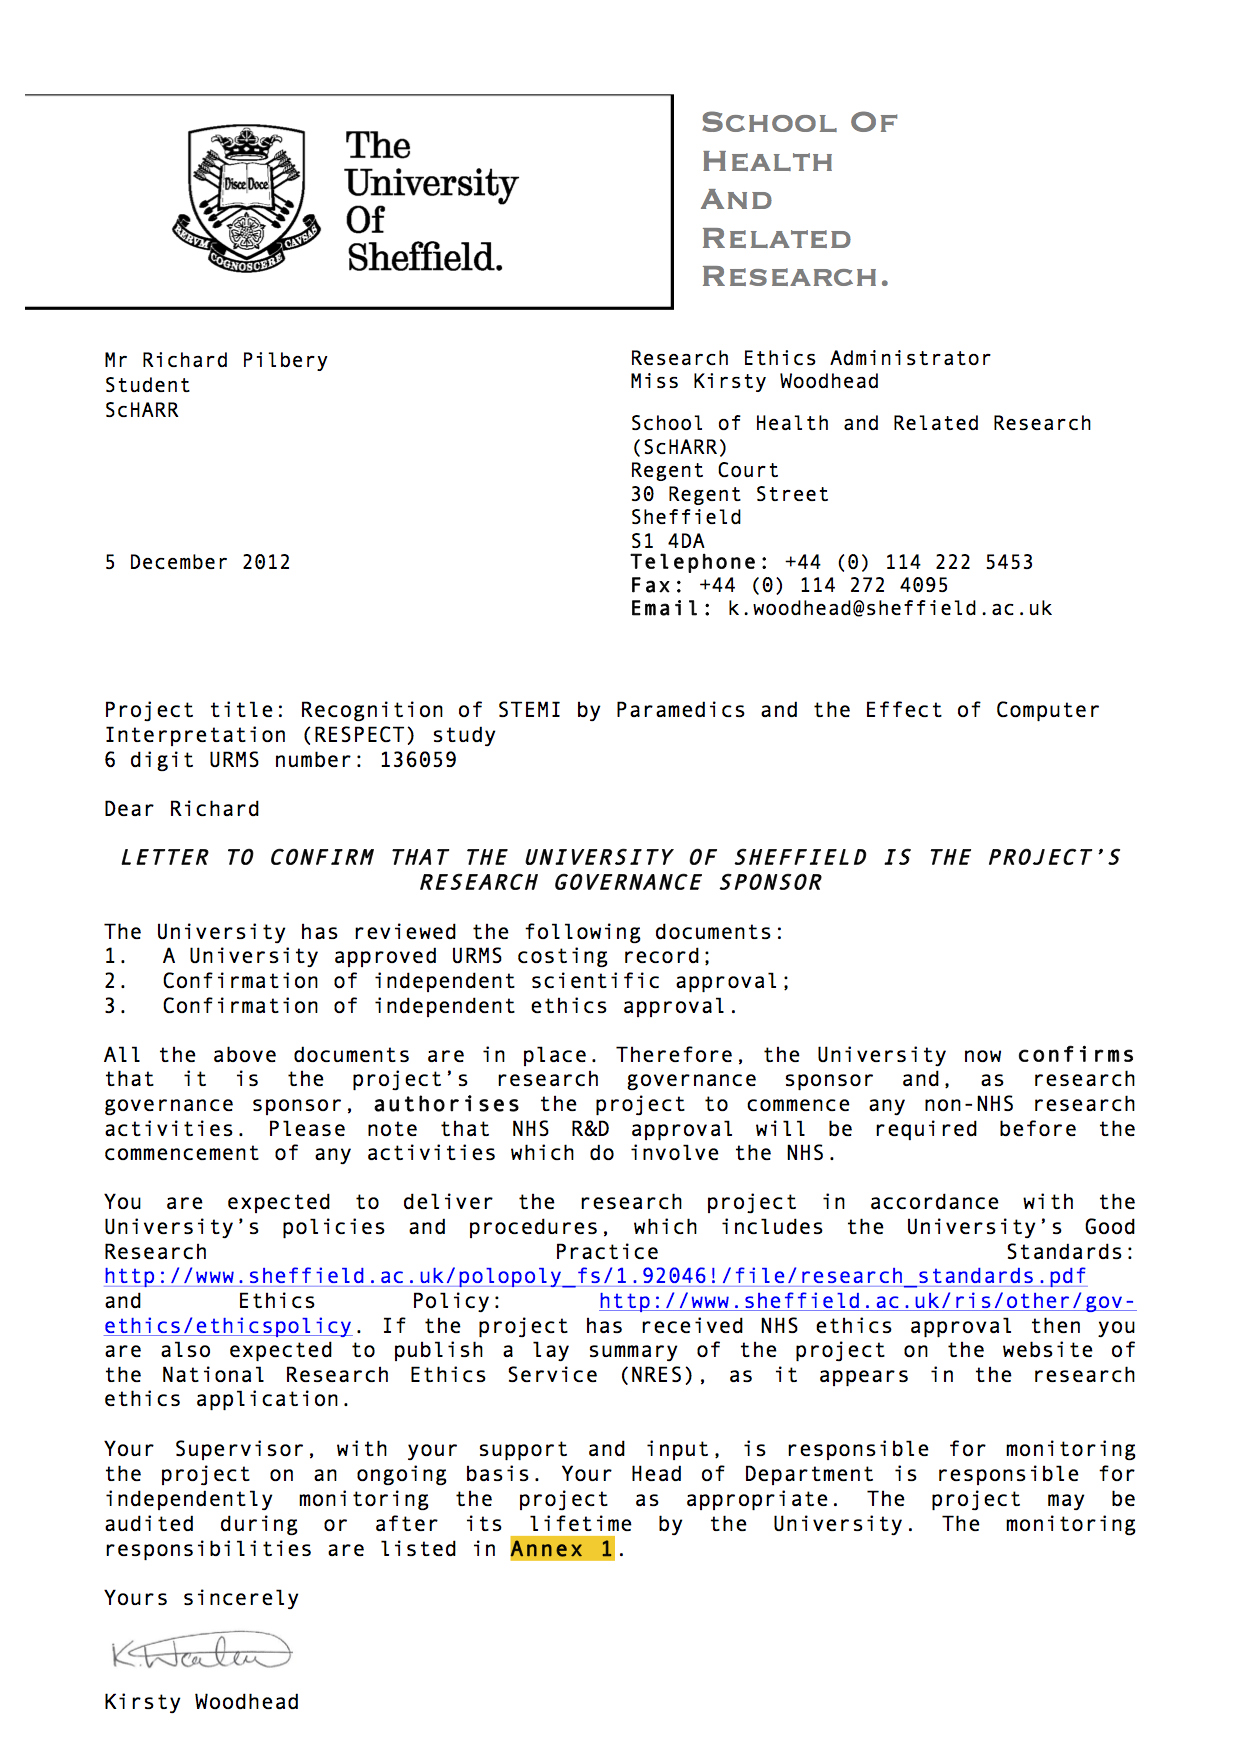 The
University
Of
Sheffield.
Disce Doce
RERVM
COGNOSCERE
CAVSAS
SCHOOL OF
HEALTH
AND
RELATED
RESEARCH.
Mr Richard Pilbery
Student
ScHARR
5 December 2012
Research Ethics Administrator
Miss Kirsty Woodhead
School of Health and Related Research
(ScHARR)
Regent Court
30 Regent Street
Sheffield
S1 4DA
Telephone: +44 (0) 114 222 5453
Fax: +44 (0) 114 272 4095
Email: k.woodhead@sheffield.ac.uk
Project title: Recognition of STEMI by Paramedics and the Effect of Computer
Interpretation (RESPECT) study
6 digit URMS number: 136059
Dear Richard
LETTER TO CONFIRM THAT THE UNIVERSITY OF SHEFFIELD IS THE PROJECT’S
RESEARCH GOVERNANCE SPONSOR
The University has reviewed the following documents:
1. A University approved URMS costing record;
2. Confirmation of independent scientific approval;
3. Confirmation of independent ethics approval.
All the above documents are in place. Therefore, the University now confirms
that it is the project’s research governance sponsor and, as research
governance sponsor, authorises the project to commence any non-NHS research
activities. Please note that NHS R&D approval will be required before the
commencement of any activities which do involve the NHS.
You are expected to deliver the research project in accordance with the
University’s policies and procedures, which includes the University’s Good
Research Practice Standards:
http://www.sheffield.ac.uk/polopoly_fs/1.92046!/file/research_standards.pdf
and Ethics Policy: http://www.sheffield.ac.uk/ris/other/gov-
ethics/ethicspolicy. If the project has received NHS ethics approval then you
are also expected to publish a lay summary of the project on the website of
the National Research Ethics Service (NRES), as it appears in the research
ethics application.
Your Supervisor, with your support and input, is responsible for monitoring
the project on an ongoing basis. Your Head of Department is responsible for
independently monitoring the project as appropriate. The project may be
audited during or after its lifetime by the University. The monitoring
responsibilities are listed in Annex 1.
Yours sincerely
K. Woodhead
Kirsty Woodhead